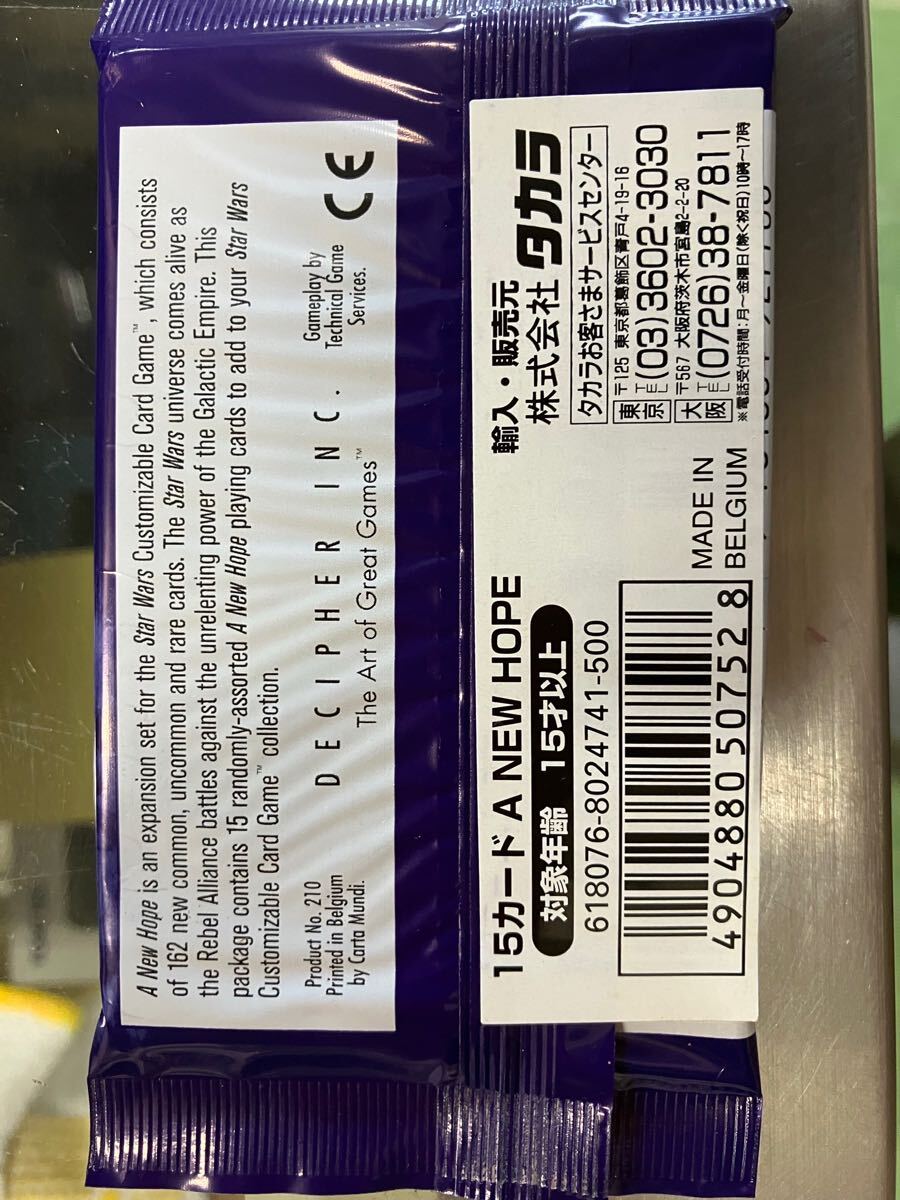 A New Hope is an expansion set for the Star Wars Customizable Card Game™, which consists
of 162 new common, uncommon and rare cards. The Star Wars universe comes alive as
the Rebel Alliance battles against the unrelenting power of the Galactic Empire. This
package contains 15 randomly-assorted A New Hope playing cards to add to your Star Wars
Customizable Card Game™ collection.
Product No. 210
Printed in Belgium
by Carta Mundi.
DECIPHER INC.
The Art of Great Games™
Gameplay by
Technical Game
Services.
CE
15カード A NEW HOPE
対象年齢 15才以上
618076-8024741-500
4904880507528
MADE IN
BELGIUM
輸入・販売元
株式会社 タカラ
タカラお客さまサービスセンター
東京 〒125 東京都葛飾区青戸4-19-16
TEL (03)3602-3030
大阪 〒567 大阪府茨木市宮島2-2-20
TEL (0726)38-7811
※電話受付時間:月~金曜日(除く祝日)10時~17時